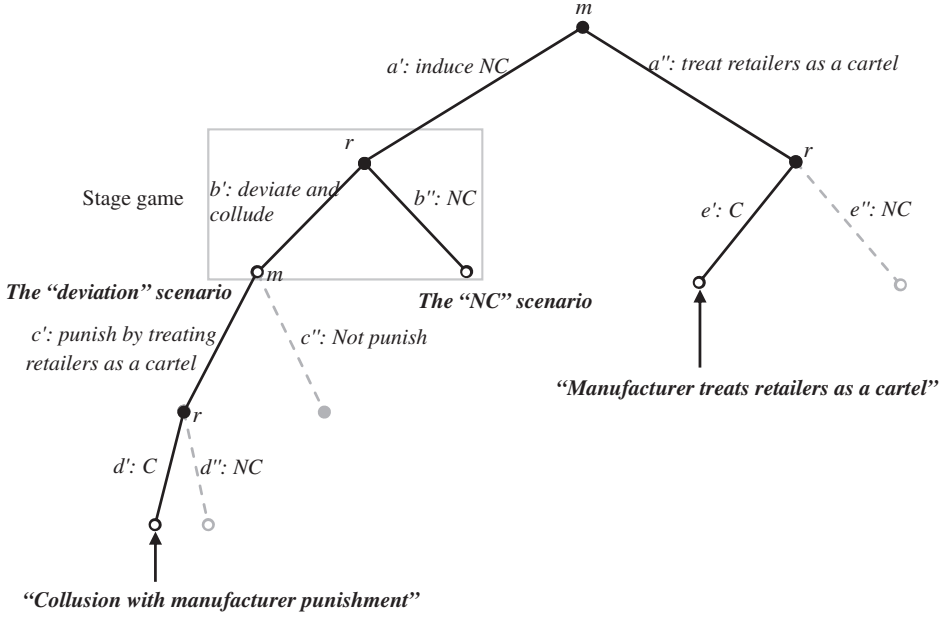 m
a': induce NC
a'': treat retailers as a cartel
r
r
Stage game
b': deviate and
collude
b'': NC
e': C
e'': NC
m
The “deviation” scenario
The “NC” scenario
c': punish by treating
retailers as a cartel
c'': Not punish
“Manufacturer treats retailers as a cartel”
r
d': C
d'': NC
“Collusion with manufacturer punishment”